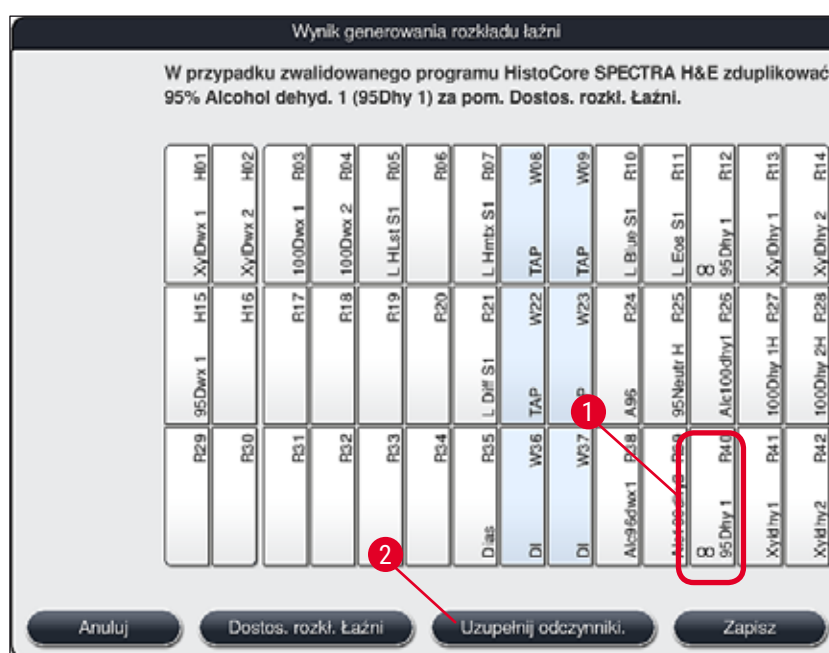 Wynik generowania rozkładu łaźni
W przypadku zwalidowanego programu HistoCore SPECTRA H&E zduplikować
95% Alcohol dehyd. 1 (95Dhy 1) za pom. Dostos. rozkł. Łaźni.
XylDwx 1 H01
XylDwx 2 H02
100Dwx 1 R03
100Dwx 2 R04
L HLst S1 R05
R06
L Hmtx S1 R07
TAP W08
TAP W09
L Blue S1 R10
L Eos S1 R11
8 95Dhy 1 R12
XylDhy 1 R13
XylDhy 2 R14
95Dwx 1 H15
H16
R17
R18
R19
R20
L Diff S1 R21
TAP W22
W23
A96 R24
95Neutr H R25
Alc100dhy1 R26
100Dhy 1H R27
100Dhy 2H R28
R29
R30
R31
R32
R33
R34
Dias R35
DI W36
DI W37
Alc96dwx1 R38
8 95Dhy 1 R40
Xyldhy1 R41
Xyldhy2 R42
1
2
Anuluj
Dostos. rozkł. Łaźni
Uzupełnij odczynniki.
Zapisz